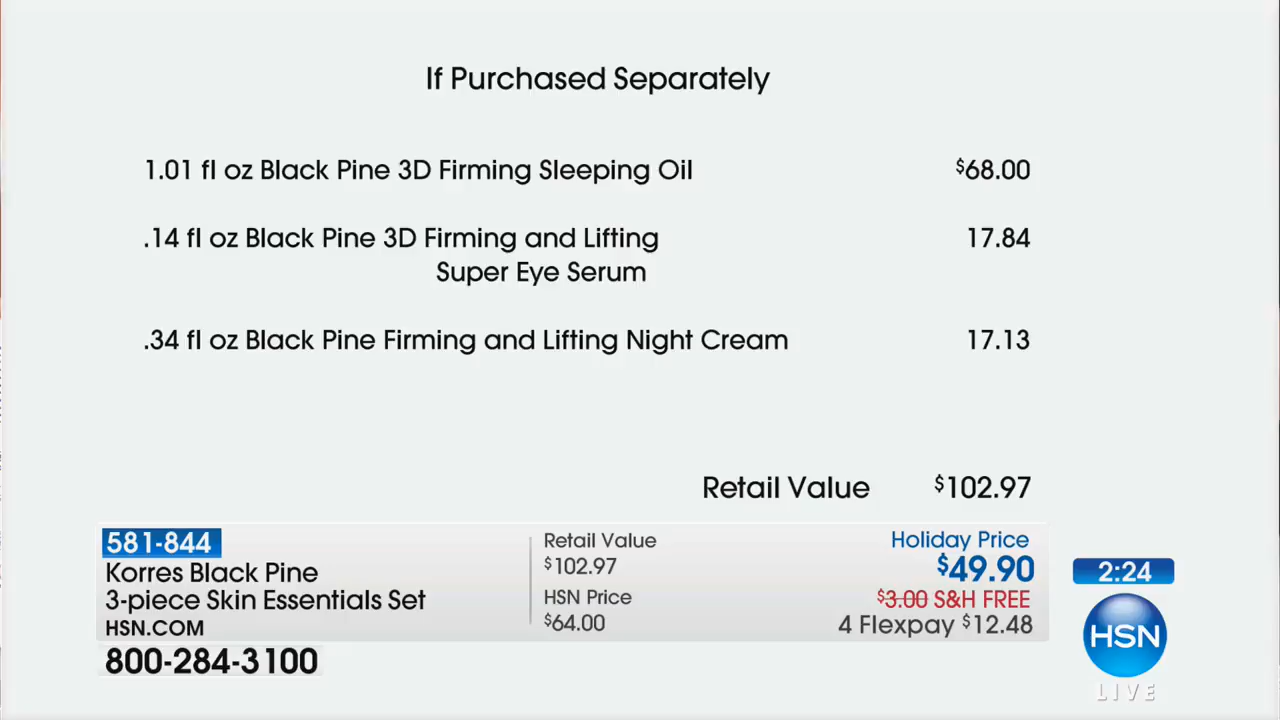 If Purchased Separately
1.01 fl oz Black Pine 3D Firming Sleeping Oil $68.00
.14 fl oz Black Pine 3D Firming and Lifting 17.84
Super Eye Serum
.34 fl oz Black Pine Firming and Lifting Night Cream 17.13
Retail Value $102.97
581-844
Korres Black Pine
3-piece Skin Essentials Set
HSN.COM
800-284-3100
Retail Value
$102.97
HSN Price
$64.00
Holiday Price
$49.90
$3.00 S&H FREE
4 Flexpay $12.48
2:24
HSN
LIVE